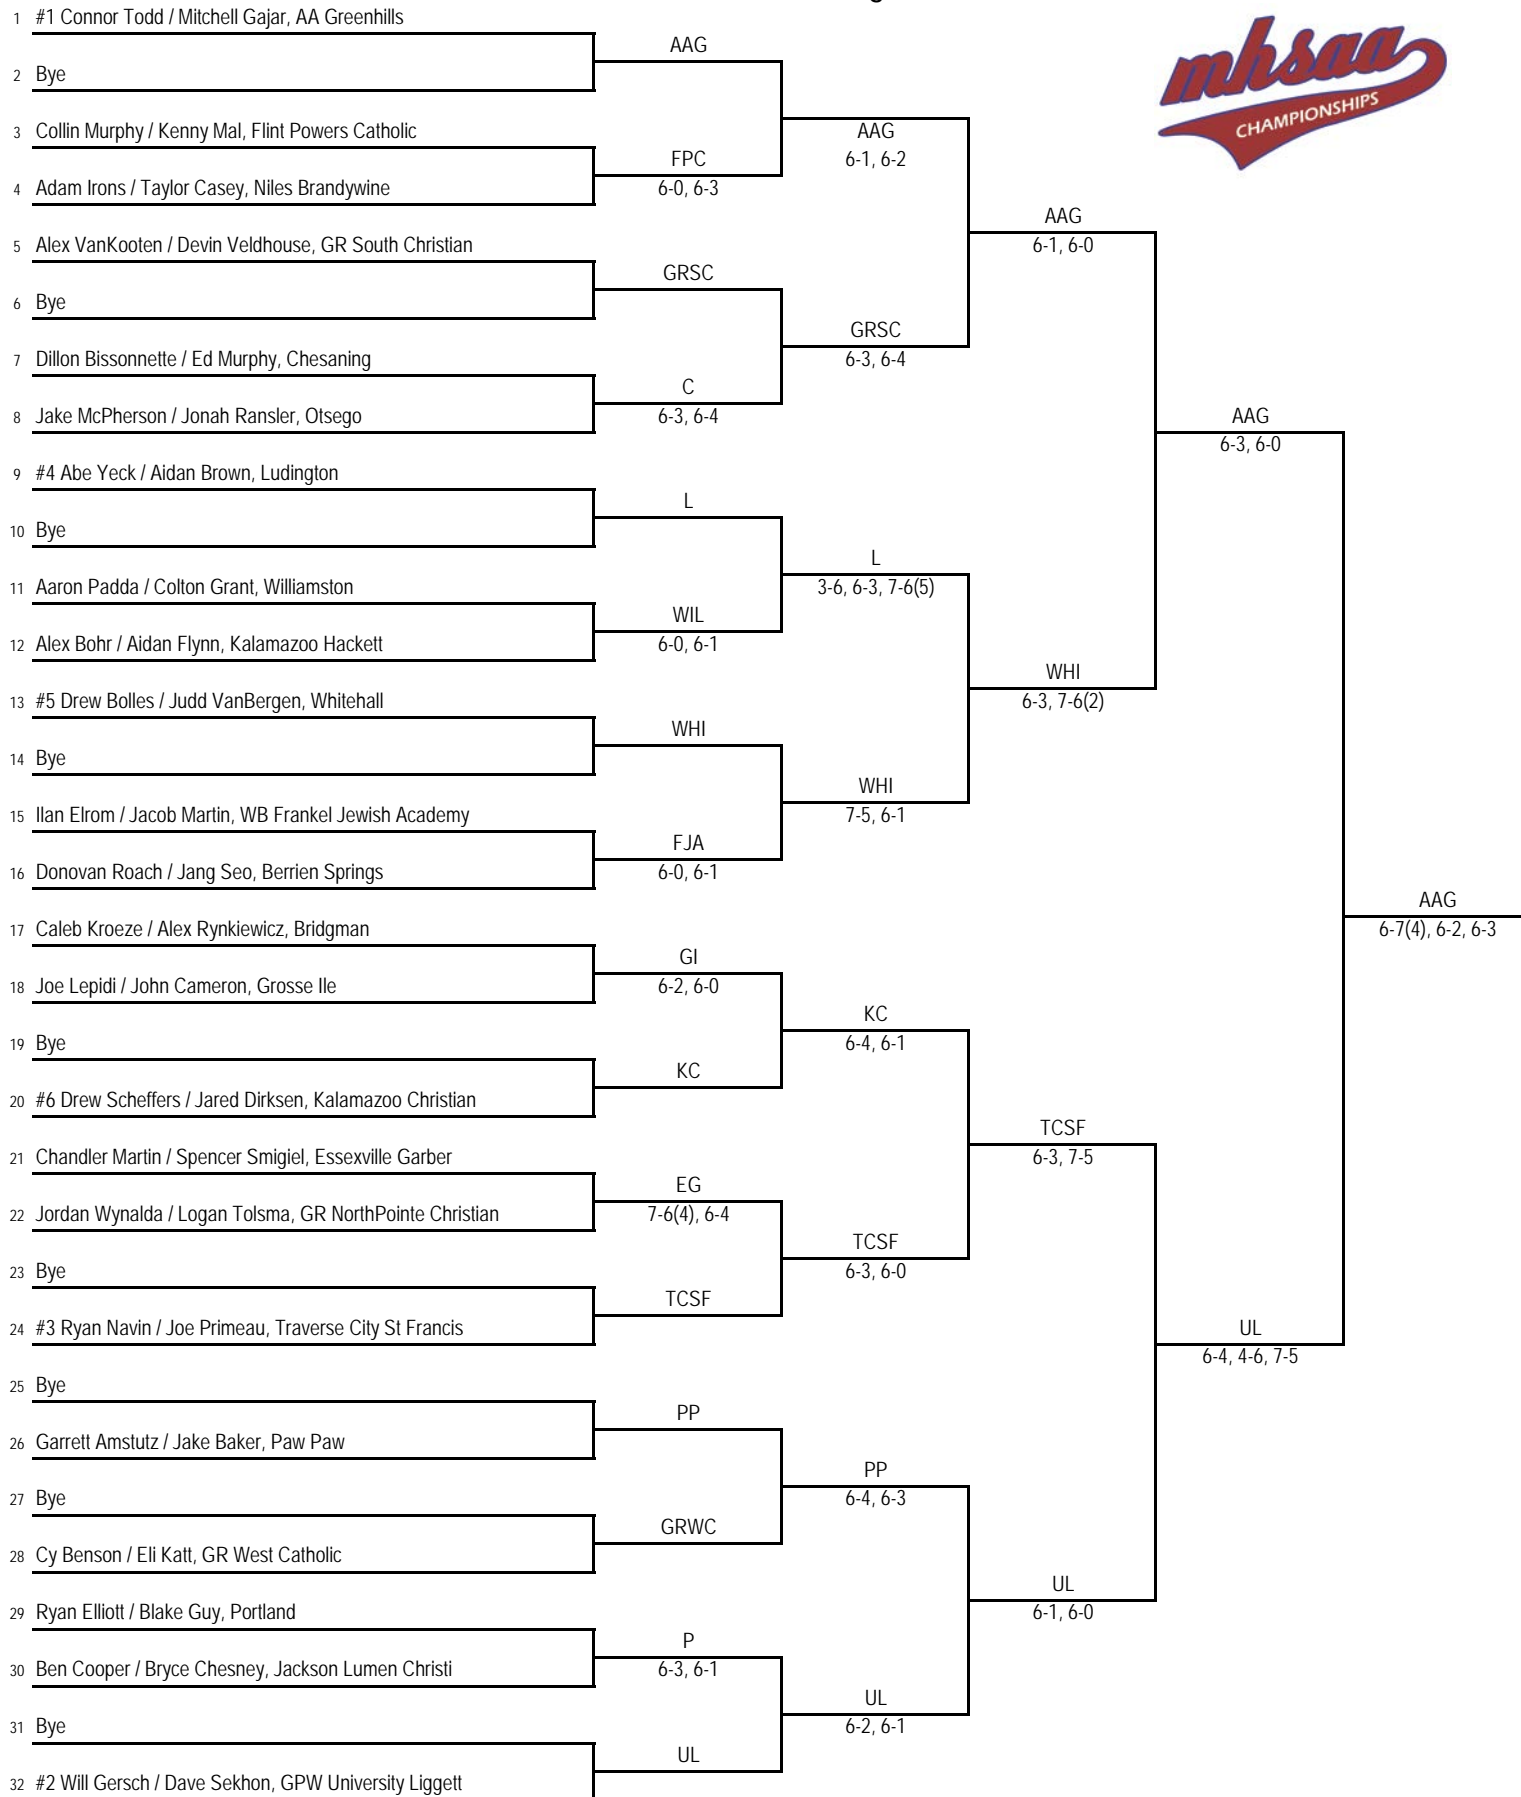 mhsaa
CHAMPIONSHIPS
1 #1 Connor Todd / Mitchell Gajar, AA Greenhills
AAG
2 Bye
3 Collin Murphy / Kenny Mal, Flint Powers Catholic
AAG
FPC
6-1, 6-2
4 Adam Irons / Taylor Casey, Niles Brandywine
6-0, 6-3
AAG
5 Alex VanKooten / Devin Veldhouse, GR South Christian
6-1, 6-0
GRSC
6 Bye
GRSC
7 Dillon Bissonnette / Ed Murphy, Chesaning
6-3, 6-4
C
8 Jake McPherson / Jonah Ransler, Otsego
6-3, 6-4
AAG
6-3, 6-0
9 #4 Abe Yeck / Aidan Brown, Ludington
L
10 Bye
L
11 Aaron Padda / Colton Grant, Williamston
3-6, 6-3, 7-6(5)
WIL
12 Alex Bohr / Aidan Flynn, Kalamazoo Hackett
6-0, 6-1
WHI
13 #5 Drew Bolles / Judd VanBergen, Whitehall
6-3, 7-6(2)
WHI
14 Bye
WHI
15 Ilan Elrom / Jacob Martin, WB Frankel Jewish Academy
7-5, 6-1
FJA
16 Donovan Roach / Jang Seo, Berrien Springs
6-0, 6-1
AAG
17 Caleb Kroeze / Alex Rynkiewicz, Bridgman
6-7(4), 6-2, 6-3
GI
18 Joe Lepidi / John Cameron, Grosse Ile
6-2, 6-0
KC
19 Bye
6-4, 6-1
KC
20 #6 Drew Scheffers / Jared Dirksen, Kalamazoo Christian
TCSF
21 Chandler Martin / Spencer Smigiel, Essexville Garber
6-3, 7-5
EG
22 Jordan Wynalda / Logan Tolsma, GR NorthPointe Christian
7-6(4), 6-4
TCSF
23 Bye
6-3, 6-0
TCSF
24 #3 Ryan Navin / Joe Primeau, Traverse City St Francis
UL
6-4, 4-6, 7-5
25 Bye
PP
26 Garrett Amstutz / Jake Baker, Paw Paw
PP
27 Bye
6-4, 6-3
GRWC
28 Cy Benson / Eli Katt, GR West Catholic
UL
29 Ryan Elliott / Blake Guy, Portland
6-1, 6-0
P
30 Ben Cooper / Bryce Chesney, Jackson Lumen Christi
6-3, 6-1
UL
31 Bye
6-2, 6-1
UL
32 #2 Will Gersch / Dave Sekhon, GPW University Liggett